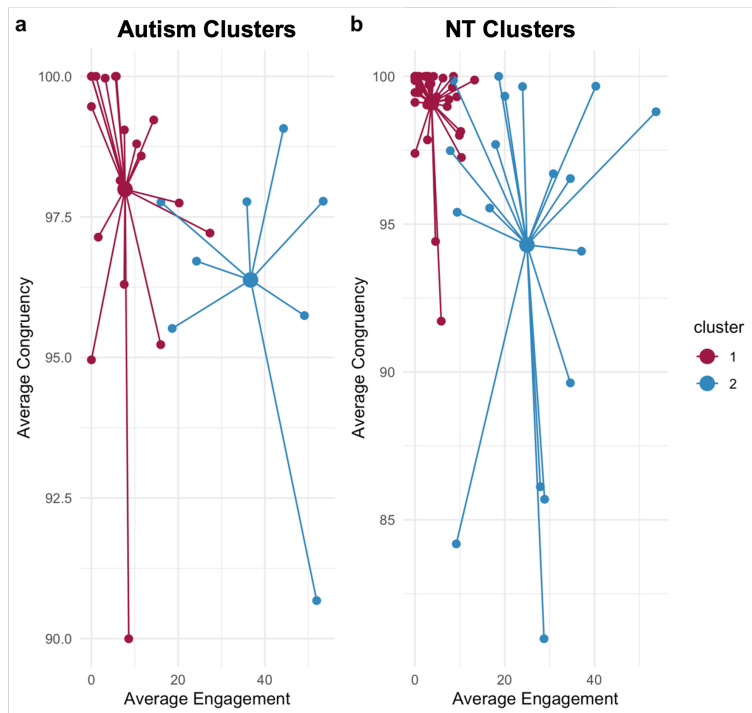 a Autism Clusters
b NT Clusters
100.0
97.5
95.0
92.5
90.0
Average Congruency
0 20 40
Average Engagement
100
95
90
85
Average Congruency
0 20 40
Average Engagement
cluster
1
2